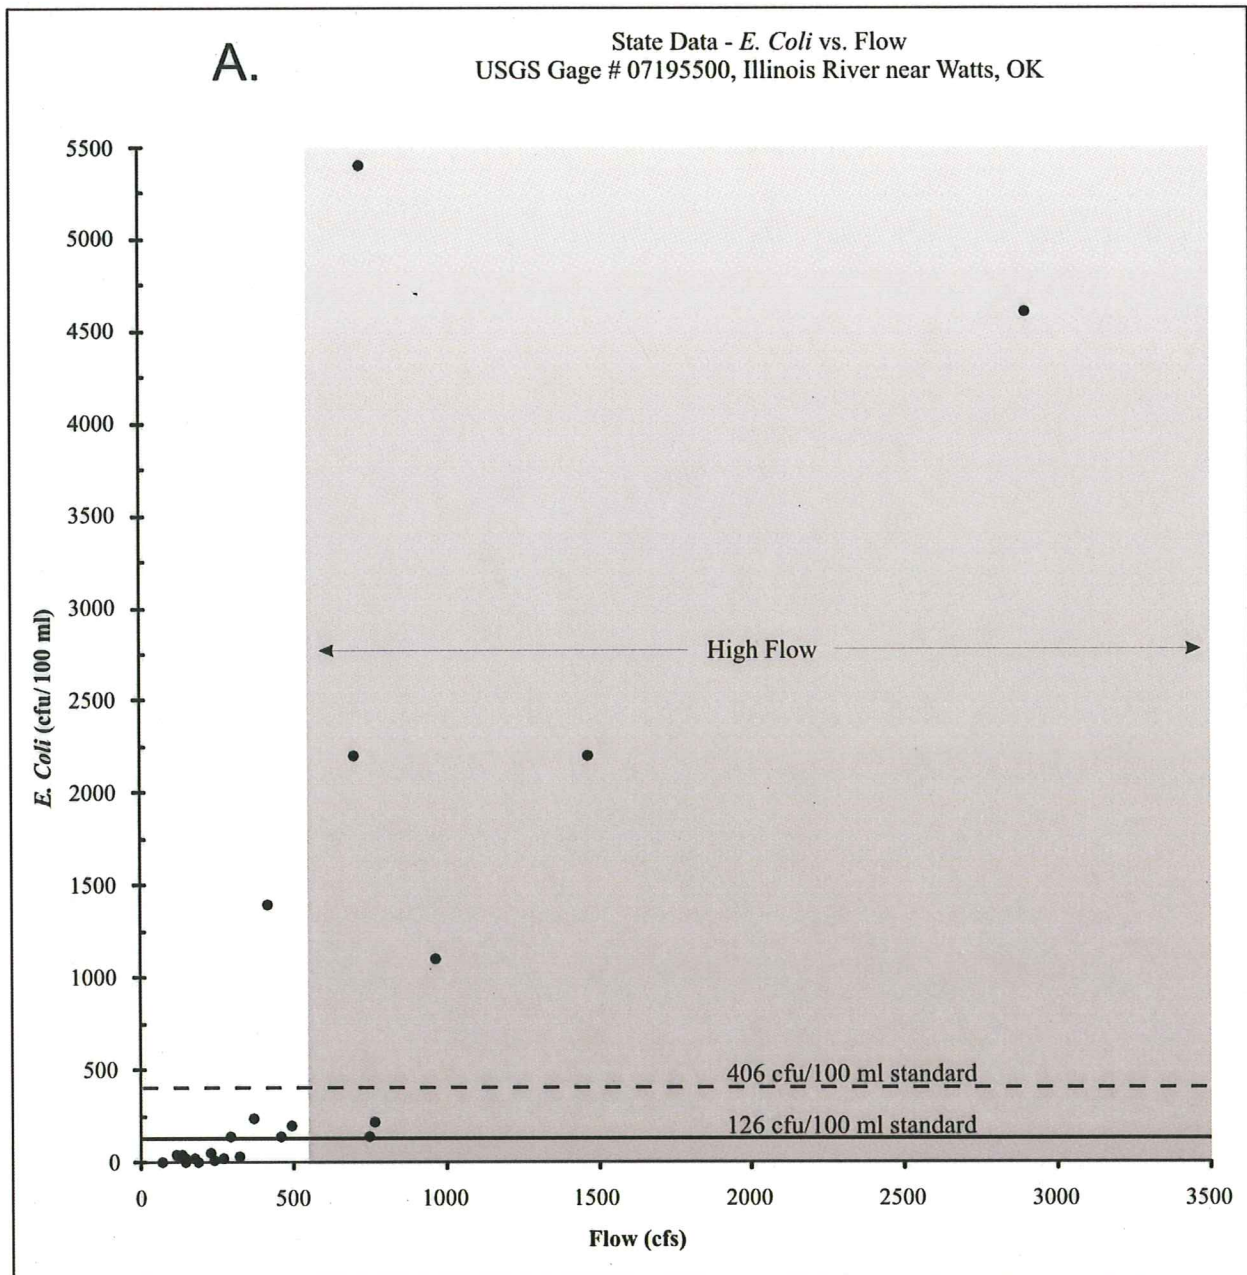 A.
State Data - E. Coli vs. Flow
USGS Gage # 07195500, Illinois River near Watts, OK
5500
5000
4500
4000
3500
3000
2500
2000
1500
1000
500
0
E. Coli (cfu/100 ml)
High Flow
406 cfu/100 ml standard
126 cfu/100 ml standard
0
500
1000
1500
2000
2500
3000
3500
Flow (cfs)